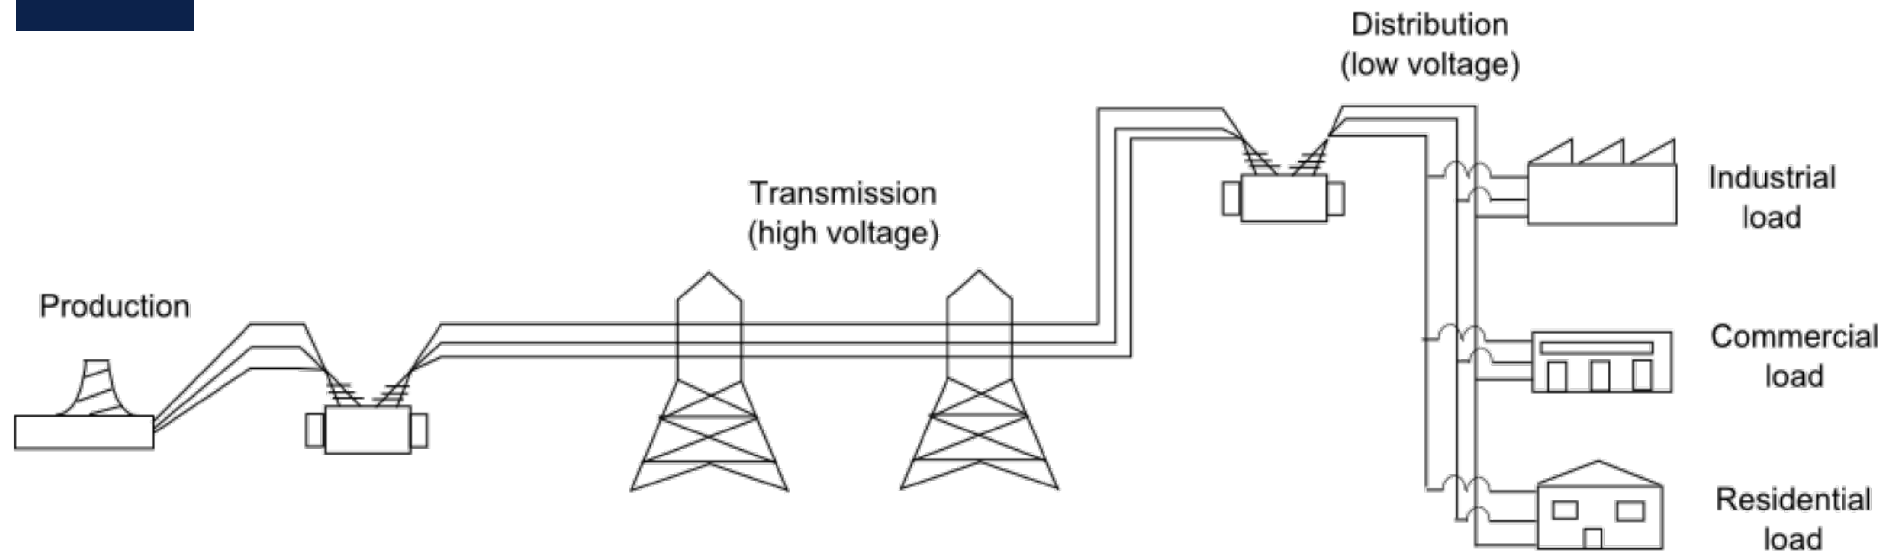 Distribution
(low voltage)
Transmission
(high voltage)
Industrial
load
Production
Commercial
load
Residential
load